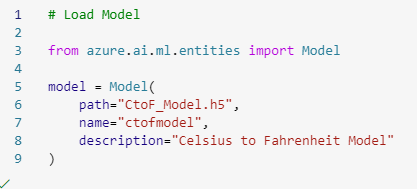 1 # Load Model
2
3 from azure.ai.ml.entities import Model
4
5 model = Model(
6     path="CtoF_Model.h5",
7     name="ctofmodel",
8     description="Celsius to Fahrenheit Model"
9 )